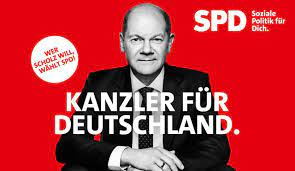 SPD
Soziale
Politik für
Dich.
WER
SCHOLZ WILL,
WÄHLT SPD!
KANZLER FÜR
DEUTSCHLAND.